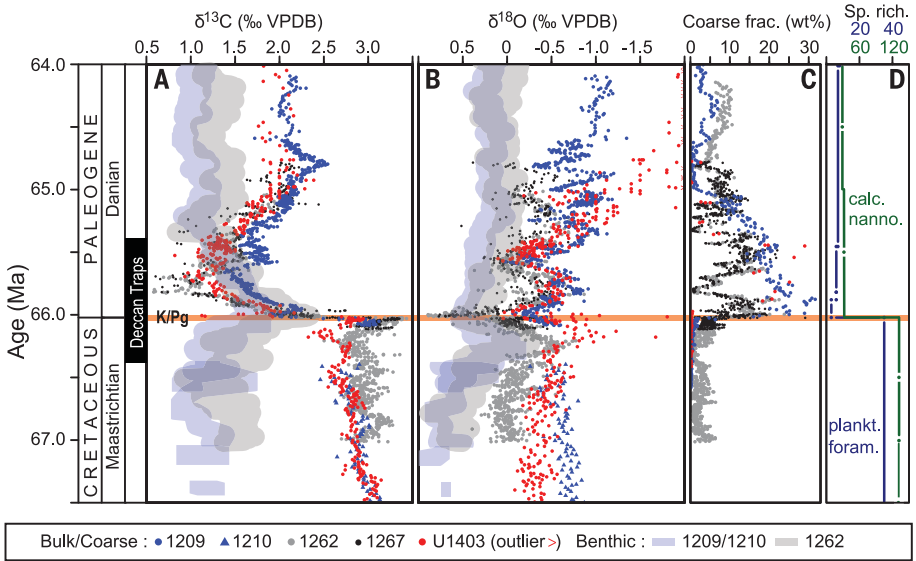 δ13C (‰ VPDB)
δ18O (‰ VPDB)
Coarse frac. (wt%)
Sp. rich.
20 40
60 120
0.5 1.0 1.5 2.0 2.5 3.0
0.5 0 -0.5 -1.0 -1.5
0 10 20 30
A
B
C
D
64.0
65.0
66.0
67.0
Age (Ma)
PALEOGENE
CRETACEOUS
Danian
Maastrichtian
Deccan Traps
K/Pg
calc.
nanno.
plankt.
foram.
Bulk/Coarse : 1209 1210 1262 1267 U1403 (outlier >) Benthic : 1209/1210 1262